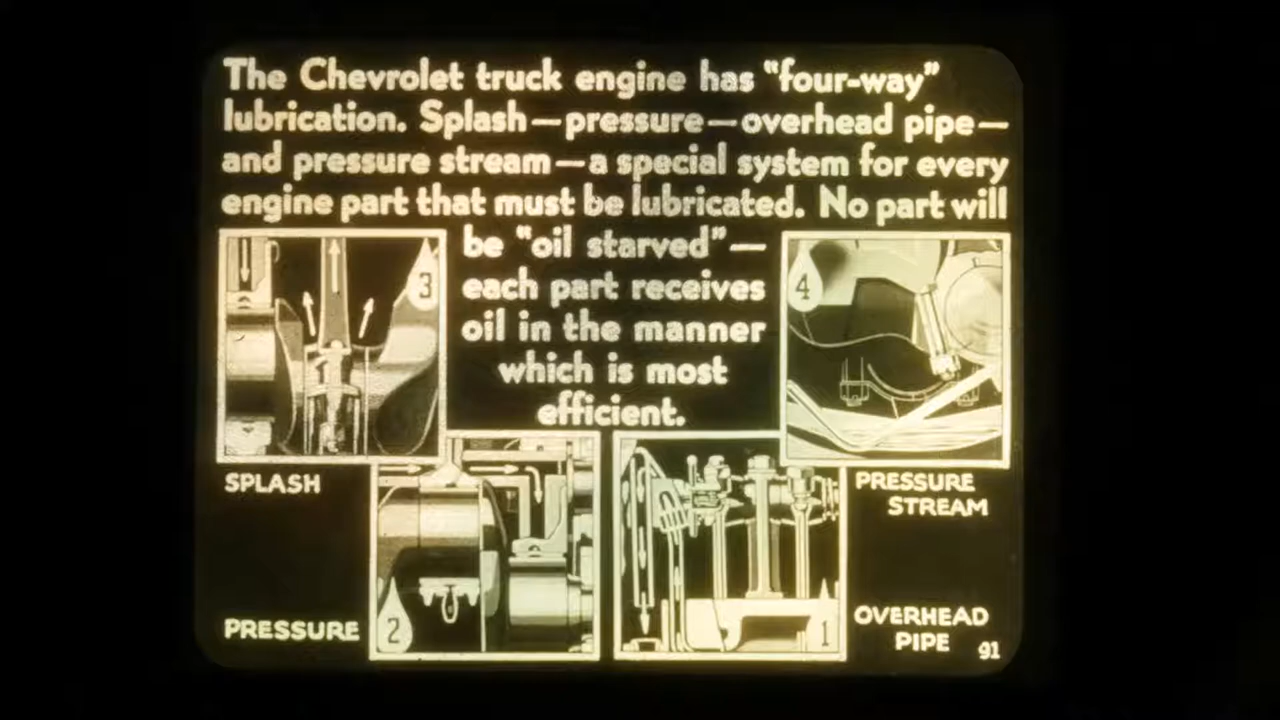 The Chevrolet truck engine has "four-way"
lubrication. Splash—pressure—overhead pipe—
and pressure stream—a special system for every
engine part that must be lubricated. No part will
be "oil starved"—
each part receives
oil in the manner
which is most
efficient.
3
4
SPLASH
PRESSURE
STREAM
2
1
PRESSURE
OVERHEAD
PIPE
91